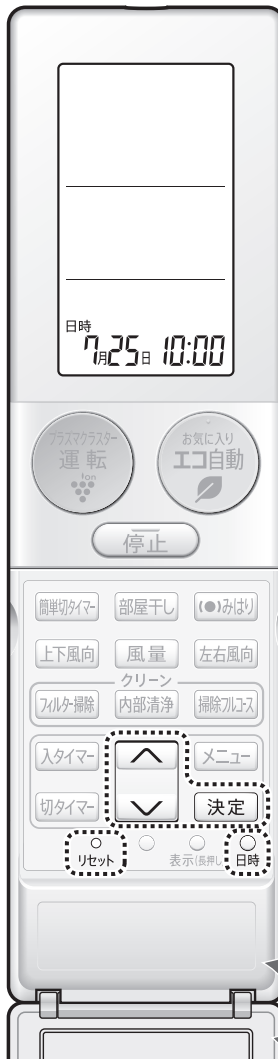 日時
7月25日 10:00
プラズマクラスター
運転
ion
お気に入り
エコ自動
停止
簡単切タイマー 部屋干し (●)みはり
上下風向 風量 左右風向
クリーン
フィルター掃除 内部清浄 掃除フルコース
入タイマー メニュー
切タイマー 決定
リセット 表示(長押し) 日時